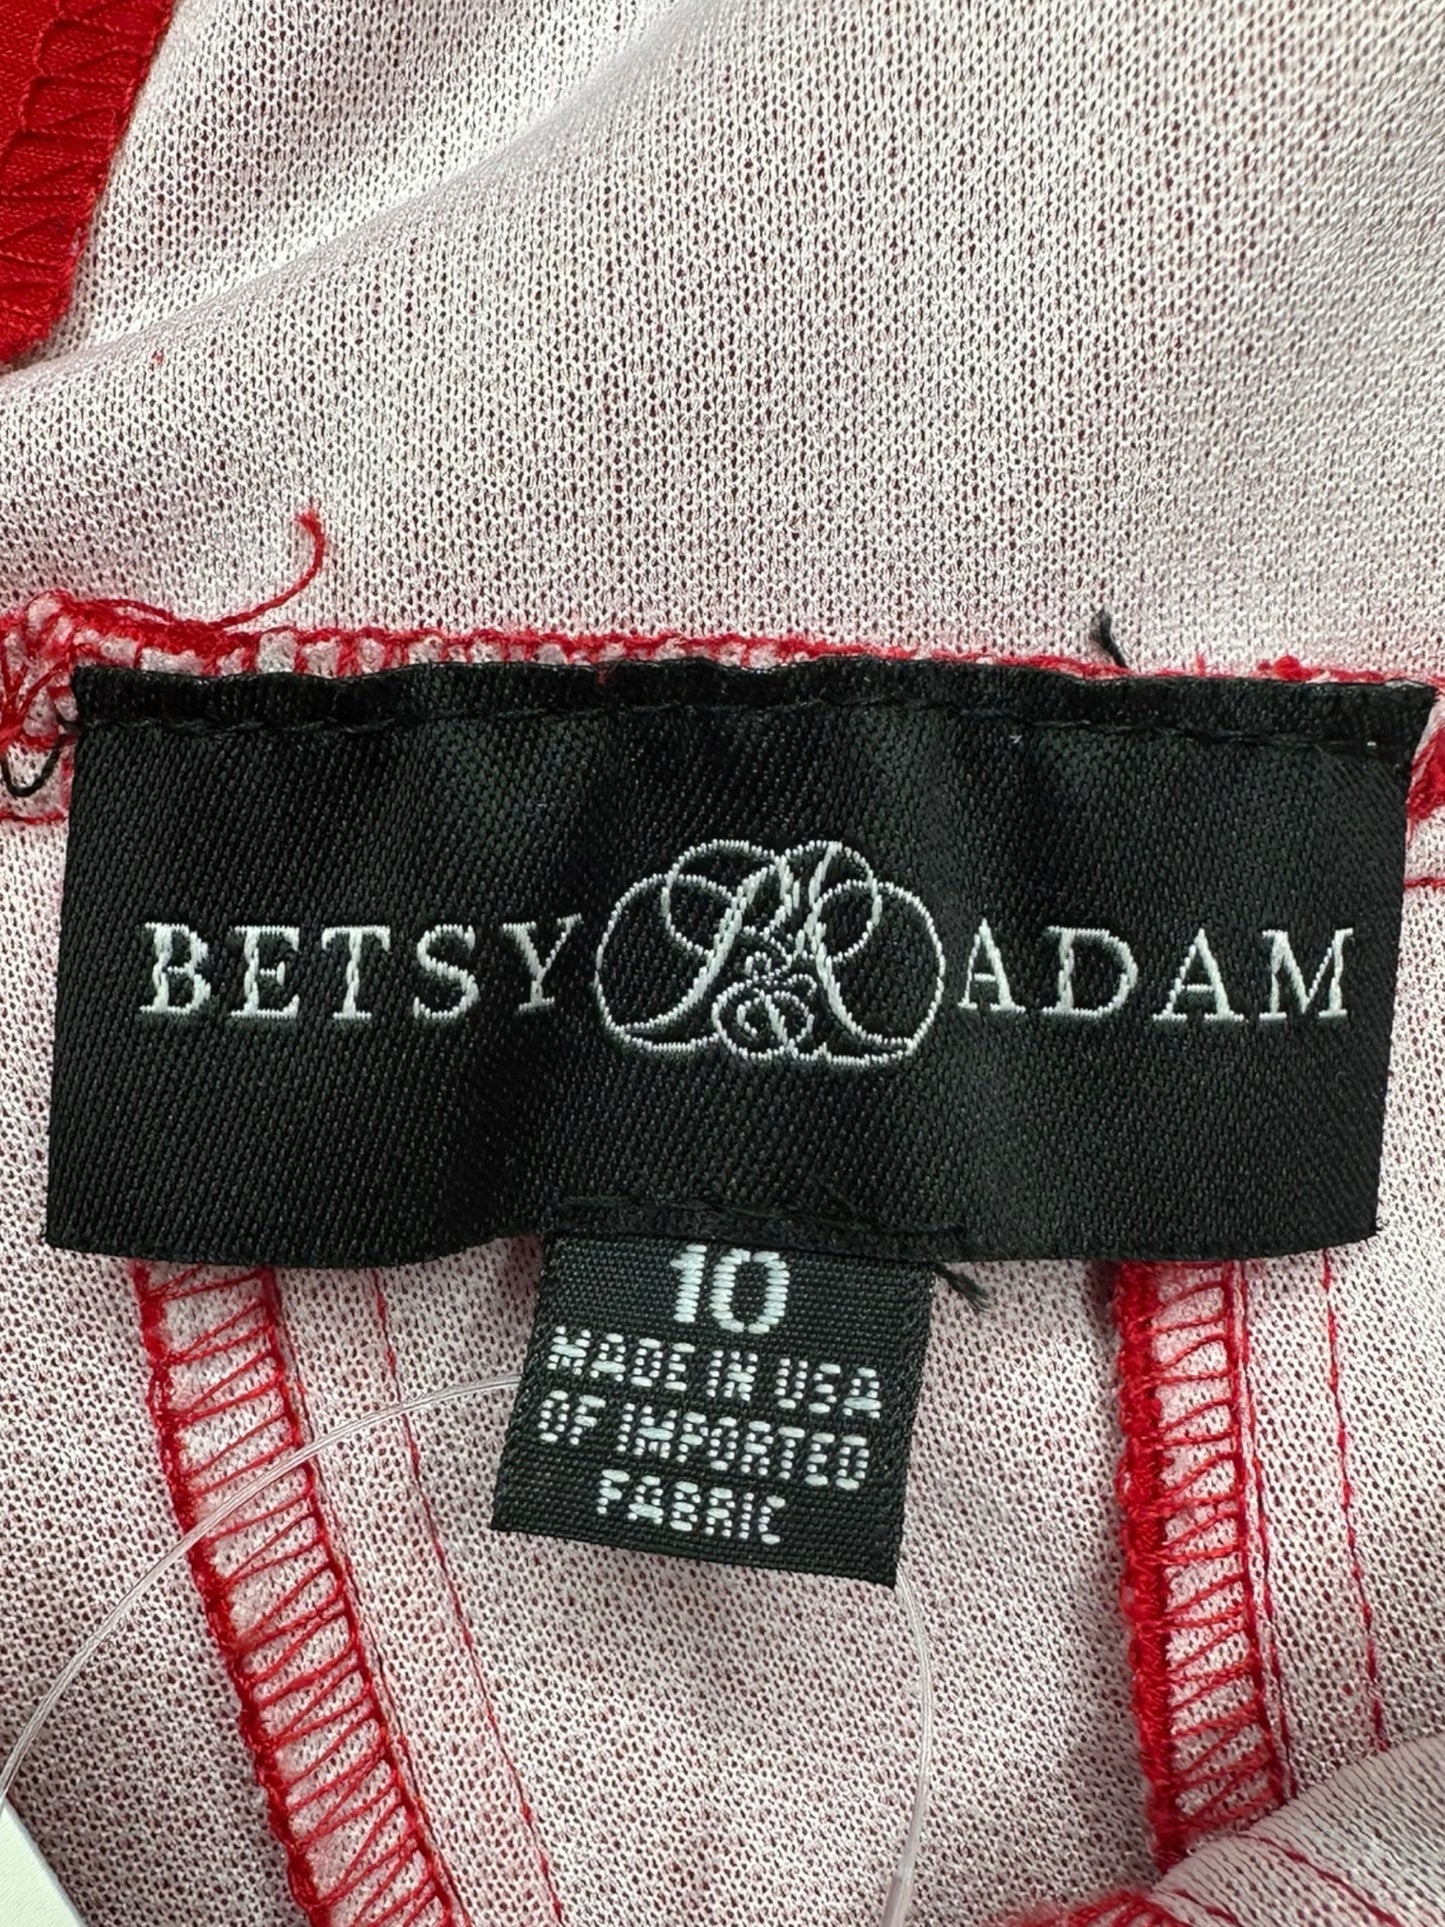 BETSY B&A ADAM
10
MADE IN USA
OF IMPORTED
FABRIC